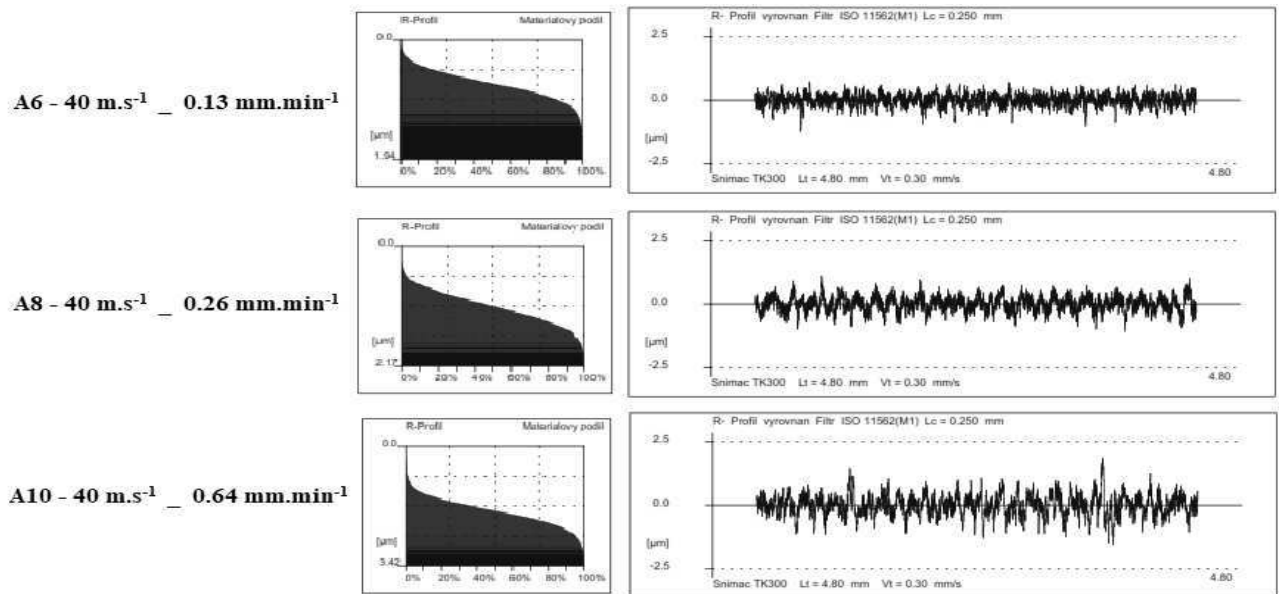 A6 - 40 m.s-1 _ 0.13 mm.min-1
R-Profil Materialovy podil
0.0
[µm]
1.94
0% 20% 40% 60% 80% 100%
R- Profil vyrovnan Filtr ISO 11562(M1) Lc = 0.250 mm
2.5
0.0
[µm]
-2.5
4.80
Snimac TK300 Lt = 4.80 mm Vt = 0.30 mm/s
A8 - 40 m.s-1 _ 0.26 mm.min-1
R-Profil Materialovy podil
0.0
[µm]
2.17
0% 20% 40% 60% 80% 100%
R- Profil vyrovnan Filtr ISO 11562(M1) Lc = 0.250 mm
2.5
0.0
[µm]
-2.5
4.80
Snimac TK300 Lt = 4.80 mm Vt = 0.30 mm/s
A10 - 40 m.s-1 _ 0.64 mm.min-1
R-Profil Materialovy podil
0.0
[µm]
3.42
0% 20% 40% 60% 80% 100%
R- Profil vyrovnan Filtr ISO 11562(M1) Lc = 0.250 mm
2.5
0.0
[µm]
-2.5
4.80
Snimac TK300 Lt = 4.80 mm Vt = 0.30 mm/s